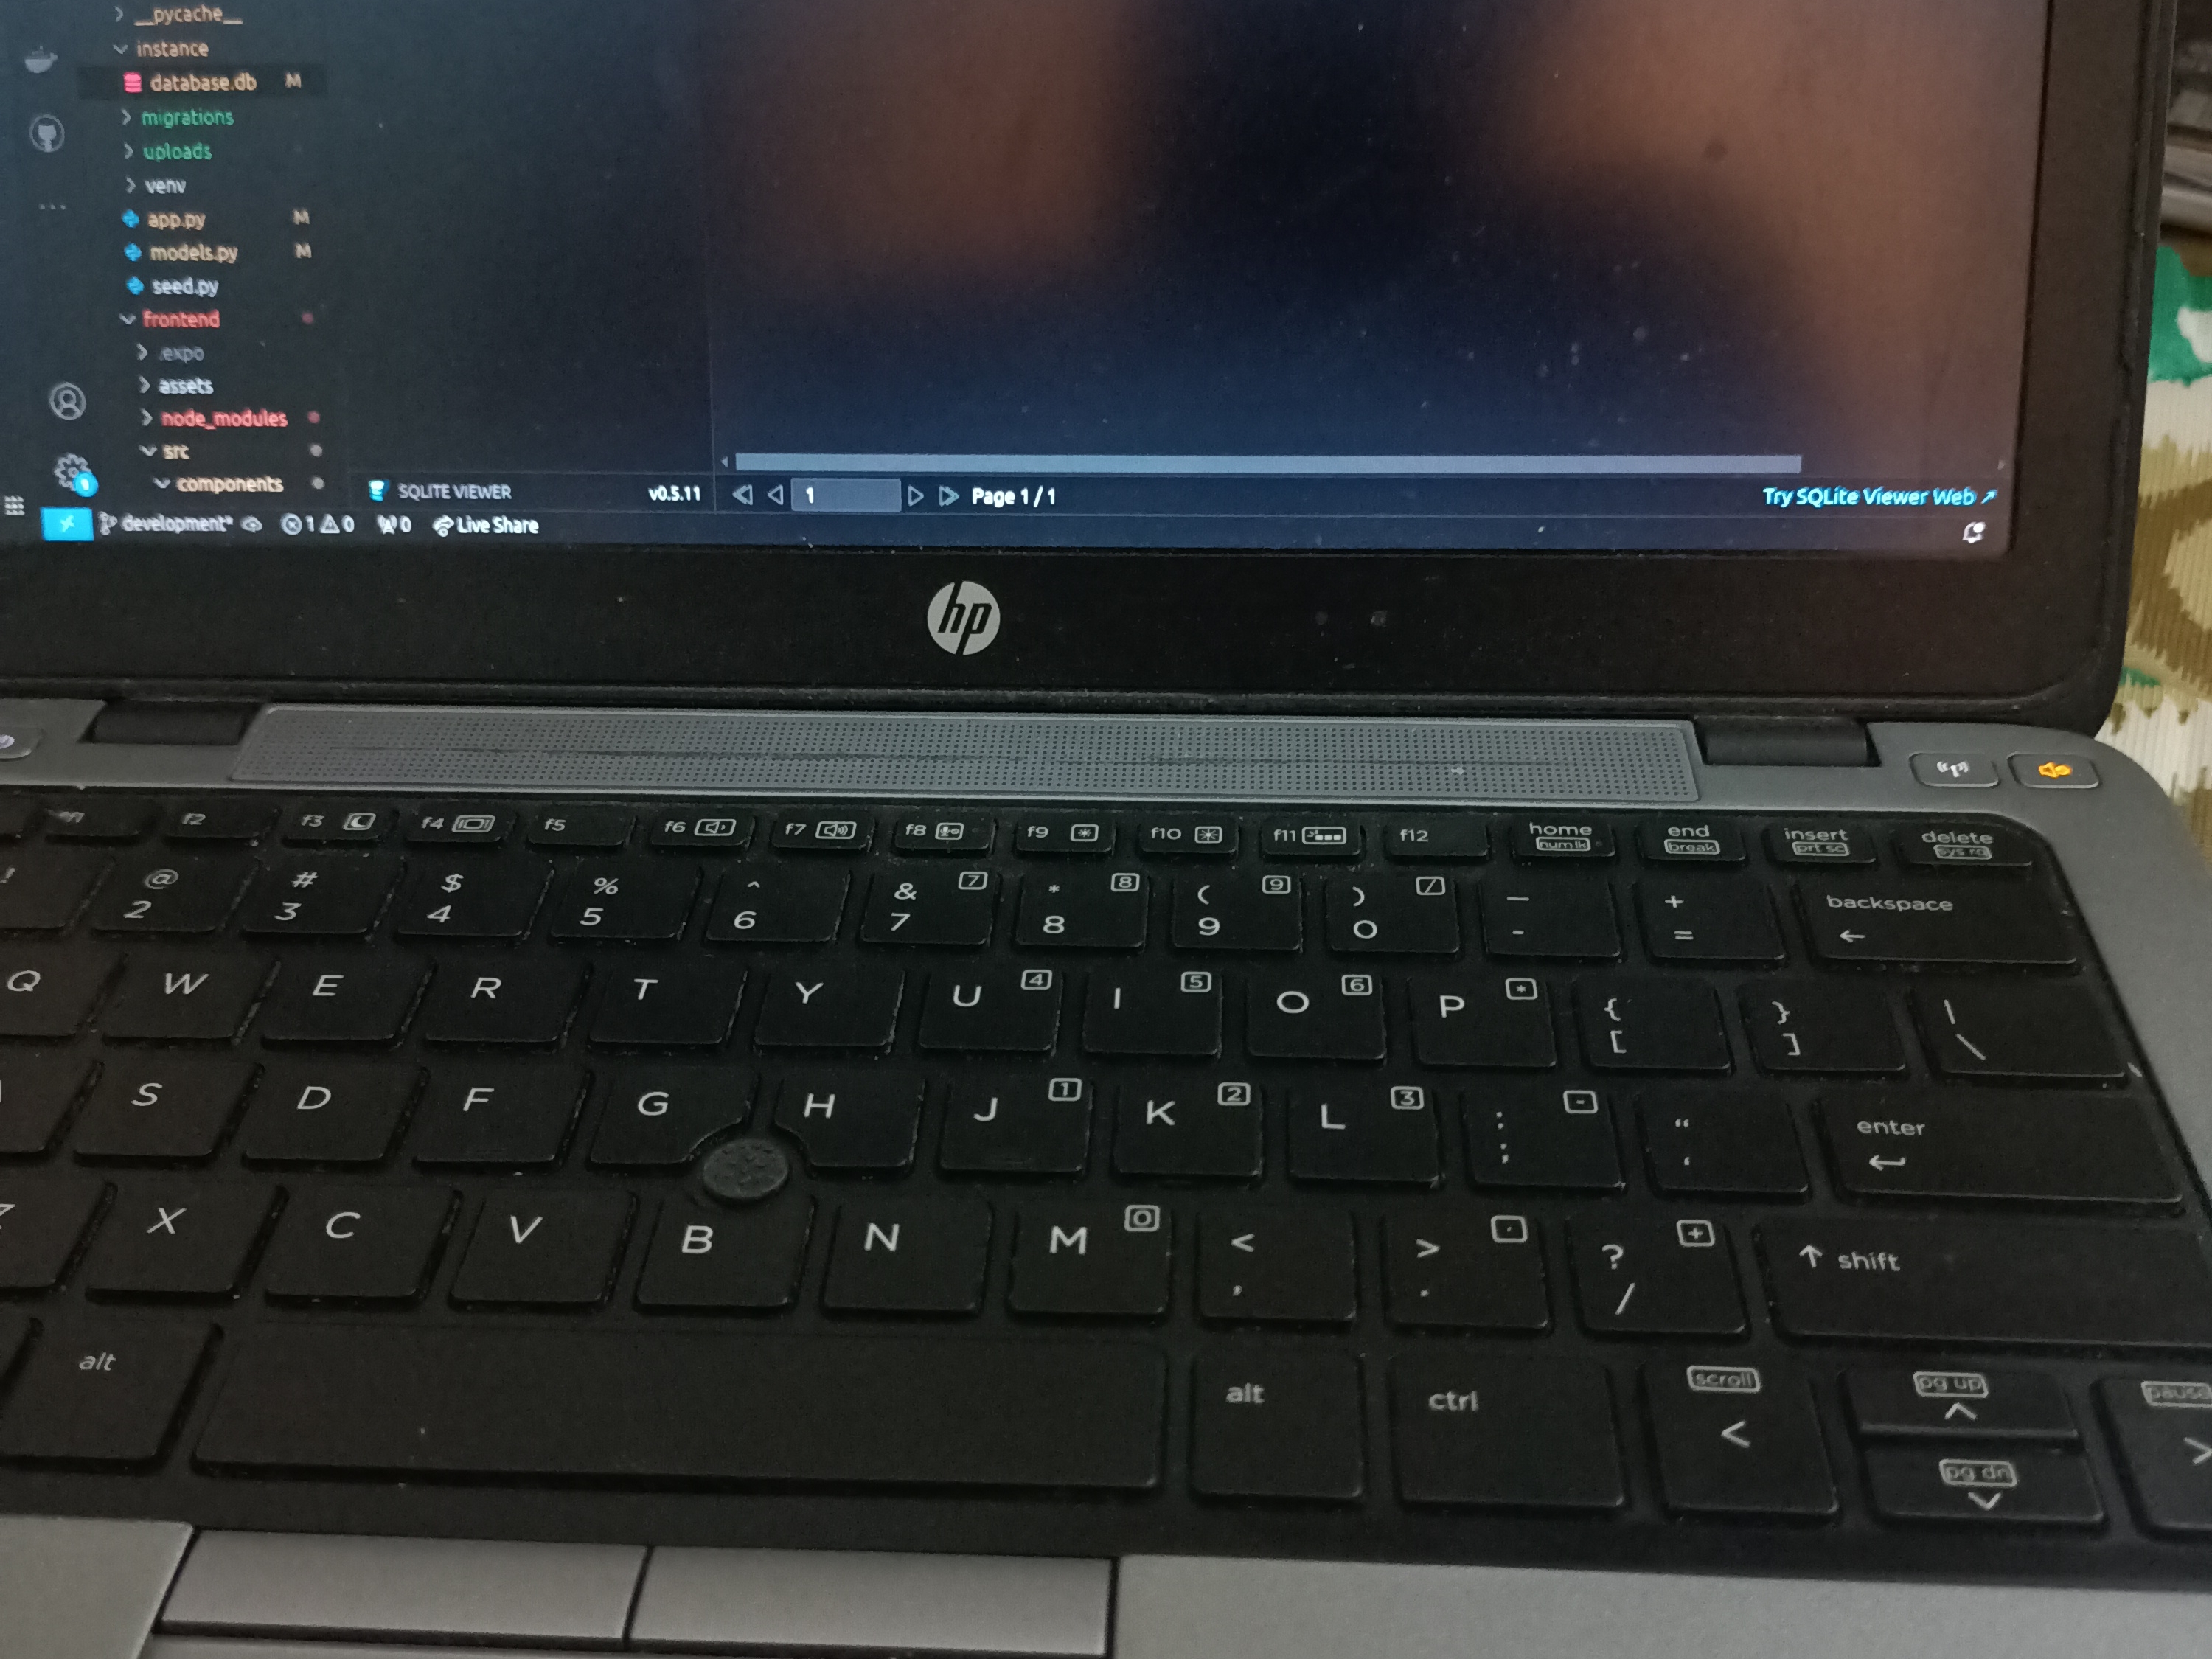 __pycache__
instance
database.db M
migrations
uploads
venv
app.py M
models.py M
seed.py
frontend
.expo
assets
node_modules
src
components
SQLITE VIEWER v0.5.11 1 Page 1 / 1 Try SQLite Viewer Web
development* 1 0 0 Live Share
hp
f1 f2 f3 f4 f5 f6 f7 f8 f9 f10 f11 f12 home num lk end break insert prt sc delete sys rq
! @ 2 # 3 $ 4 % 5 ^ 6 & 7 7 * 8 8 ( 9 9 ) 0 / — - + = backspace
Q W E R T Y U 4 I 5 O 6 P * { [ } ] | \
S D F G H J 1 K 2 L 3 : ; - “ ‘ enter
X C V B N M 0 < , > . . ? / + shift
alt alt ctrl scroll < pg up pg dn pause >